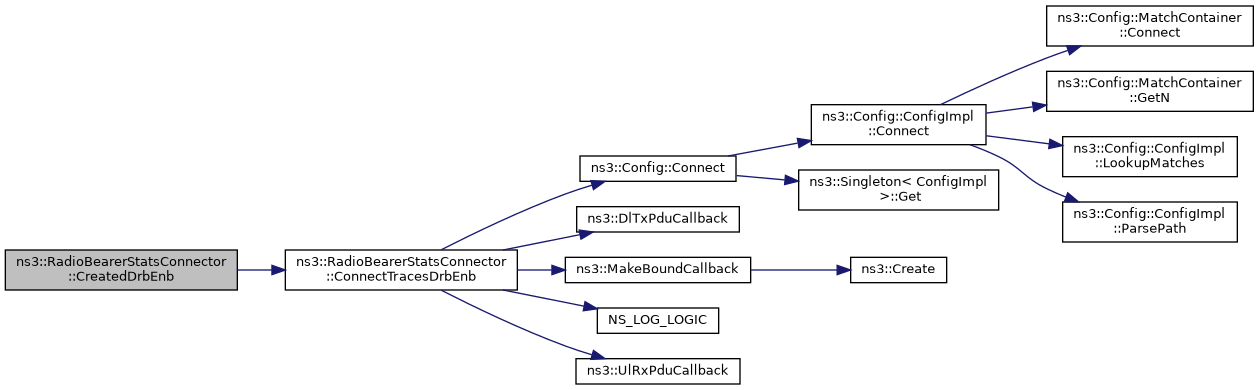 ns3::RadioBearerStatsConnector
::CreatedDrbEnb
ns3::RadioBearerStatsConnector
::ConnectTracesDrbEnb
ns3::Config::Connect
ns3::DlTxPduCallback
ns3::MakeBoundCallback
NS_LOG_LOGIC
ns3::UlRxPduCallback
ns3::Config::ConfigImpl
::Connect
ns3::Singleton< ConfigImpl
>::Get
ns3::Create
ns3::Config::MatchContainer
::Connect
ns3::Config::MatchContainer
::GetN
ns3::Config::ConfigImpl
::LookupMatches
ns3::Config::ConfigImpl
::ParsePath